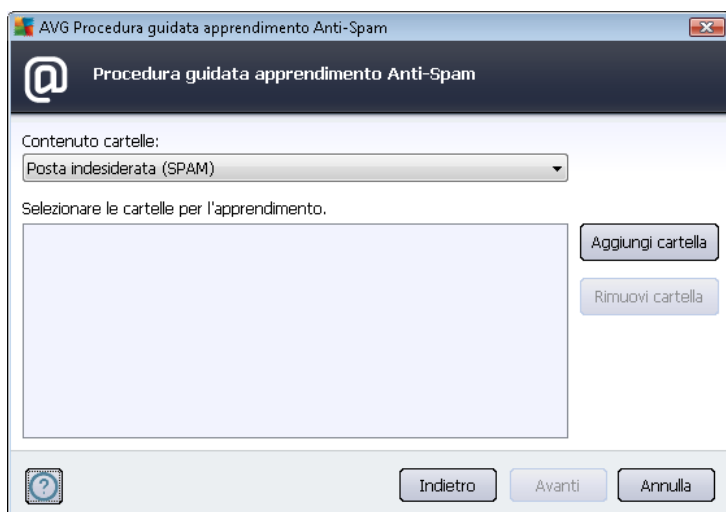 AVG Procedura guidata apprendimento Anti-Spam
Procedura guidata apprendimento Anti-Spam
Contenuto cartelle:
Posta indesiderata (SPAM)
Selezionare le cartelle per l'apprendimento.
Aggiungi cartella
Rimuovi cartella
Indietro
Avanti
Annulla